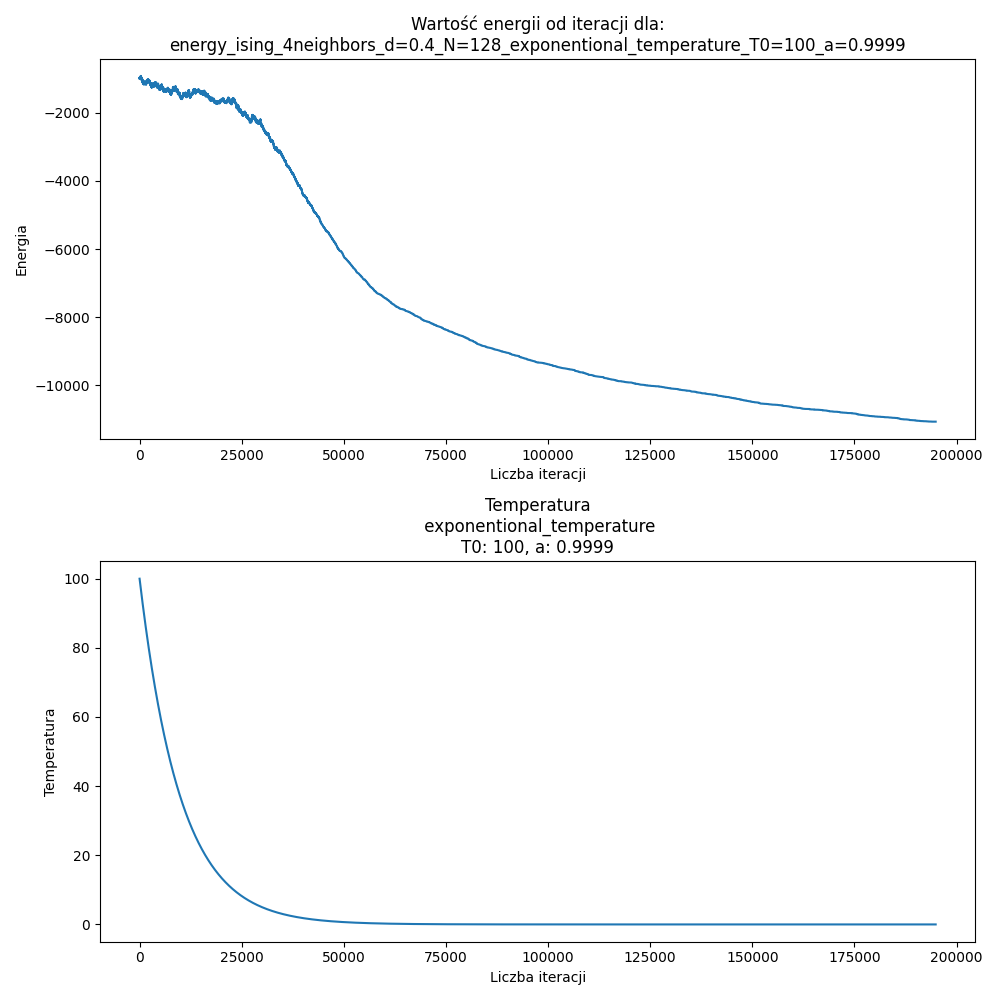 Wartość energii od iteracji dla:
energy_ising_4neighbors_d=0.4_N=128_exponentional_temperature_T0=100_a=0.9999
−2000
−4000
−6000
−8000
−10000
Energia
0 25000 50000 75000 100000 125000 150000 175000 200000
Liczba iteracji
Temperatura
exponentional_temperature
T0: 100, a: 0.9999
100
80
60
40
20
0
Temperatura
0 25000 50000 75000 100000 125000 150000 175000 200000
Liczba iteracji